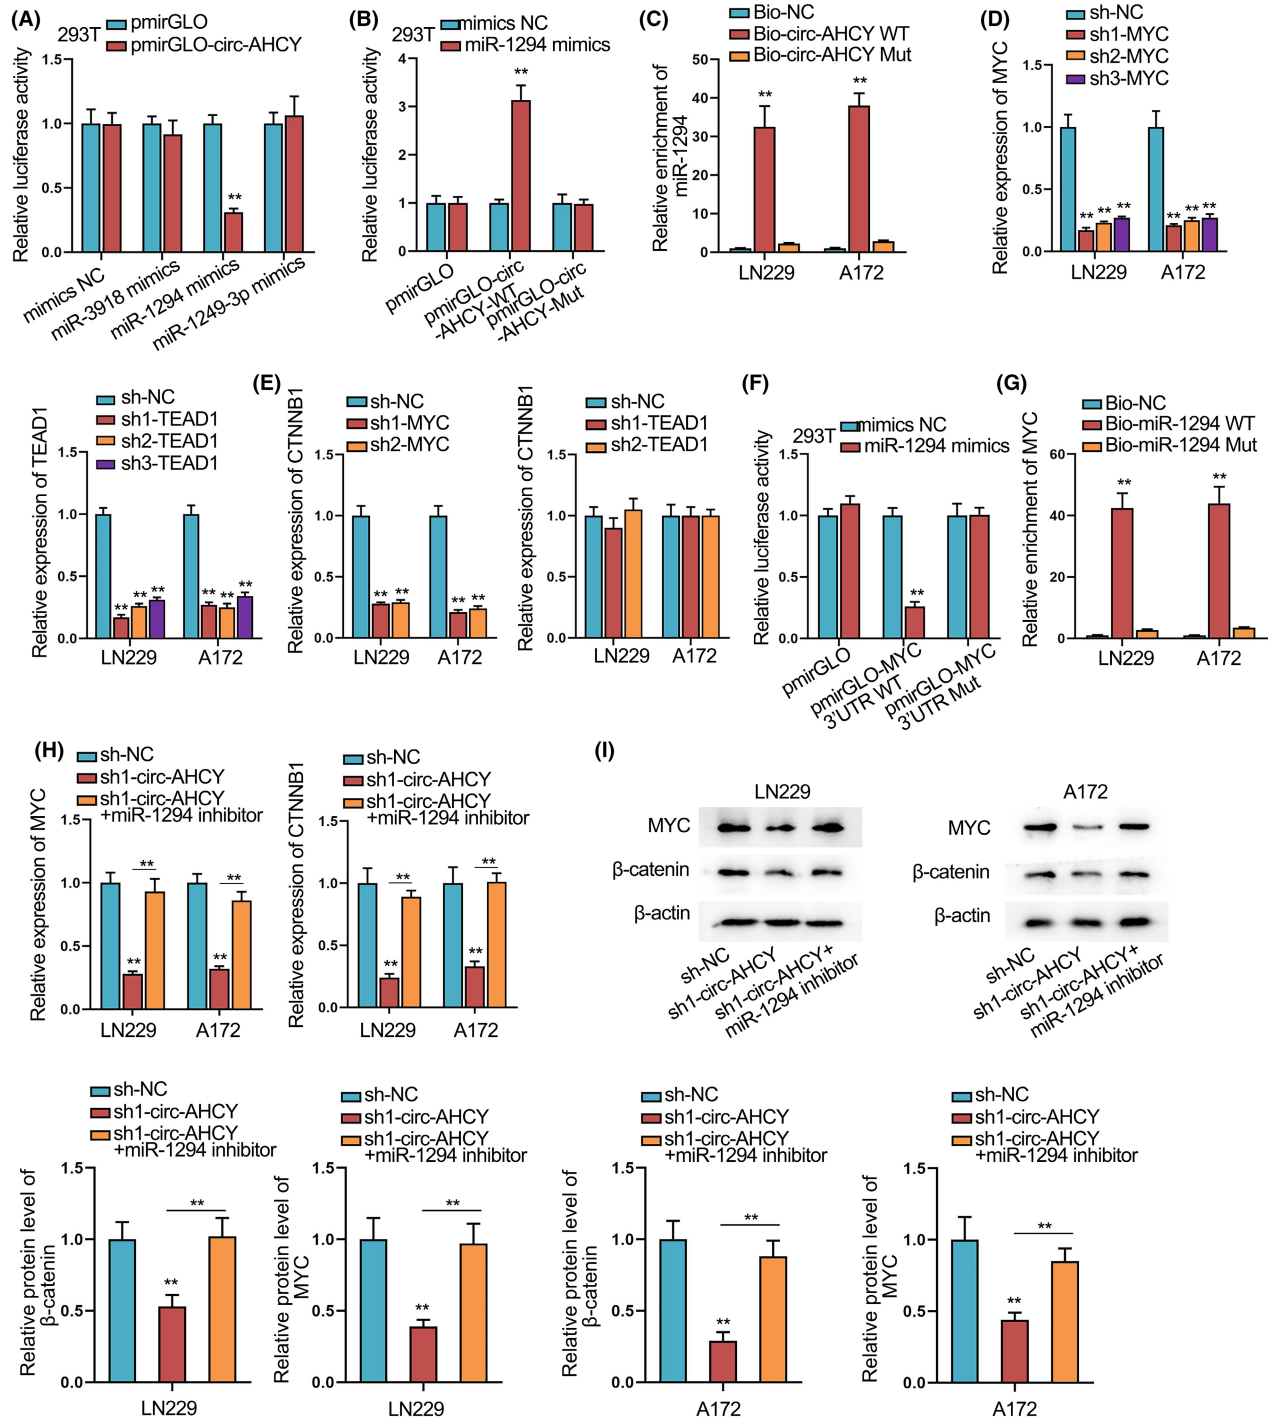 (A)
pmirGLO
293T
pmirGLO-circ-AHCY
Relative luciferase activity
1.5
1.0
0.5
0.0
**
mimics NC
miR-3918 mimics
miR-1294 mimics
miR-1249-3p mimics
(B)
mimics NC
293T
miR-1294 mimics
Relative luciferase activity
4
3
2
1
0
**
pmirGLO
pmirGLO-circ
-AHCY-WT
pmirGLO-circ
-AHCY-Mut
(C)
Bio-NC
Bio-circ-AHCY WT
Bio-circ-AHCY Mut
Relative enrichment of
miR-1294
50
40
30
20
10
0
** **
LN229 A172
(D)
sh-NC
sh1-MYC
sh2-MYC
sh3-MYC
Relative expression of MYC
1.5
1.0
0.5
0.0
** ** ** ** ** **
LN229 A172
sh-NC
sh1-TEAD1
sh2-TEAD1
sh3-TEAD1
Relative expression of TEAD1
1.5
1.0
0.5
0.0
** ** ** ** ** **
LN229 A172
(E)
sh-NC
sh1-MYC
sh2-MYC
Relative expression of CTNNB1
1.5
1.0
0.5
0.0
** ** ** **
LN229 A172
sh-NC
sh1-TEAD1
sh2-TEAD1
Relative expression of CTNNB1
1.5
1.0
0.5
0.0
LN229 A172
(F)
mimics NC
293T
miR-1294 mimics
Relative luciferase activity
1.5
1.0
0.5
0.0
**
pmirGLO
pmirGLO-MYC
3'UTR WT
pmirGLO-MYC
3'UTR Mut
(G)
Bio-NC
Bio-miR-1294 WT
Bio-miR-1294 Mut
Relative enrichment of MYC
60
40
20
0
** **
LN229 A172
(H)
sh-NC
sh1-circ-AHCY
sh1-circ-AHCY
+miR-1294 inhibitor
Relative expression of MYC
1.5
1.0
0.5
0.0
** ** ** **
LN229 A172
sh-NC
sh1-circ-AHCY
sh1-circ-AHCY
+miR-1294 inhibitor
Relative expression of CTNNB1
1.5
1.0
0.5
0.0
** ** ** **
LN229 A172
(I)
LN229
MYC
β-catenin
β-actin
sh-NC
sh1-circ-AHCY
sh1-circ-AHCY+
miR-1294 inhibitor
A172
MYC
β-catenin
β-actin
sh-NC
sh1-circ-AHCY
sh1-circ-AHCY+
miR-1294 inhibitor
sh-NC
sh1-circ-AHCY
sh1-circ-AHCY
+miR-1294 inhibitor
Relative protein level of
β-catenin
1.5
1.0
0.5
0.0
** **
LN229
sh-NC
sh1-circ-AHCY
sh1-circ-AHCY
+miR-1294 inhibitor
Relative protein level of
MYC
1.5
1.0
0.5
0.0
** **
LN229
sh-NC
sh1-circ-AHCY
sh1-circ-AHCY
+miR-1294 inhibitor
Relative protein level of
β-catenin
1.5
1.0
0.5
0.0
** **
A172
sh-NC
sh1-circ-AHCY
sh1-circ-AHCY
+miR-1294 inhibitor
Relative protein level of
MYC
1.5
1.0
0.5
0.0
** **
A172